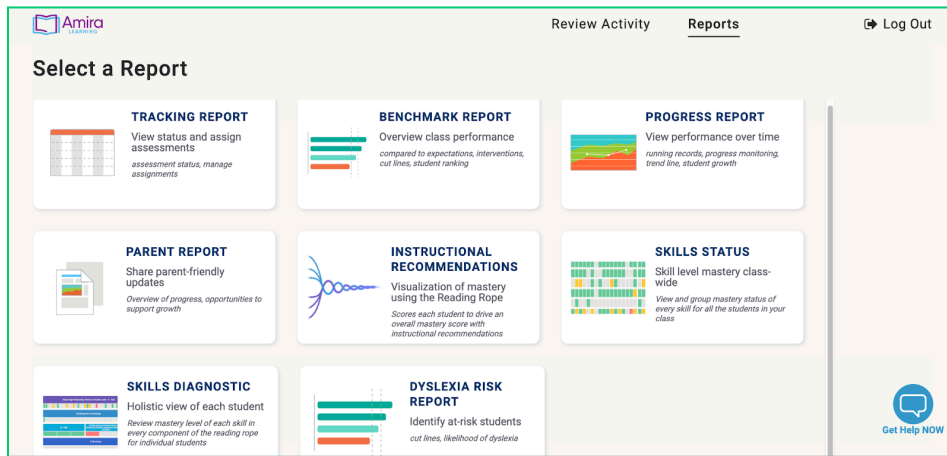 Amira
LEARNING
Review Activity
Reports
Log Out
Select a Report
TRACKING REPORT
View status and assign
assessments
assessment status, manage
assignments
BENCHMARK REPORT
Overview class performance
compared to expectations, interventions,
cut lines, student ranking
PROGRESS REPORT
View performance over time
running records, progress monitoring,
trend line, student growth
PARENT REPORT
Share parent-friendly
updates
Overview of progress, opportunities to
support growth
INSTRUCTIONAL
RECOMMENDATIONS
Visualization of mastery
using the Reading Rope
Scores each student to drive an
overall mastery score with
instructional recommendations
SKILLS STATUS
Skill level mastery class-
wide
View and group mastery status of
every skill for all the students in your
class
SKILLS DIAGNOSTIC
Holistic view of each student
Review mastery level of each skill in
every component of the reading rope
for individual students
DYSLEXIA RISK
REPORT
Identify at-risk students
cut lines, likelihood of dyslexia
Get Help NOW